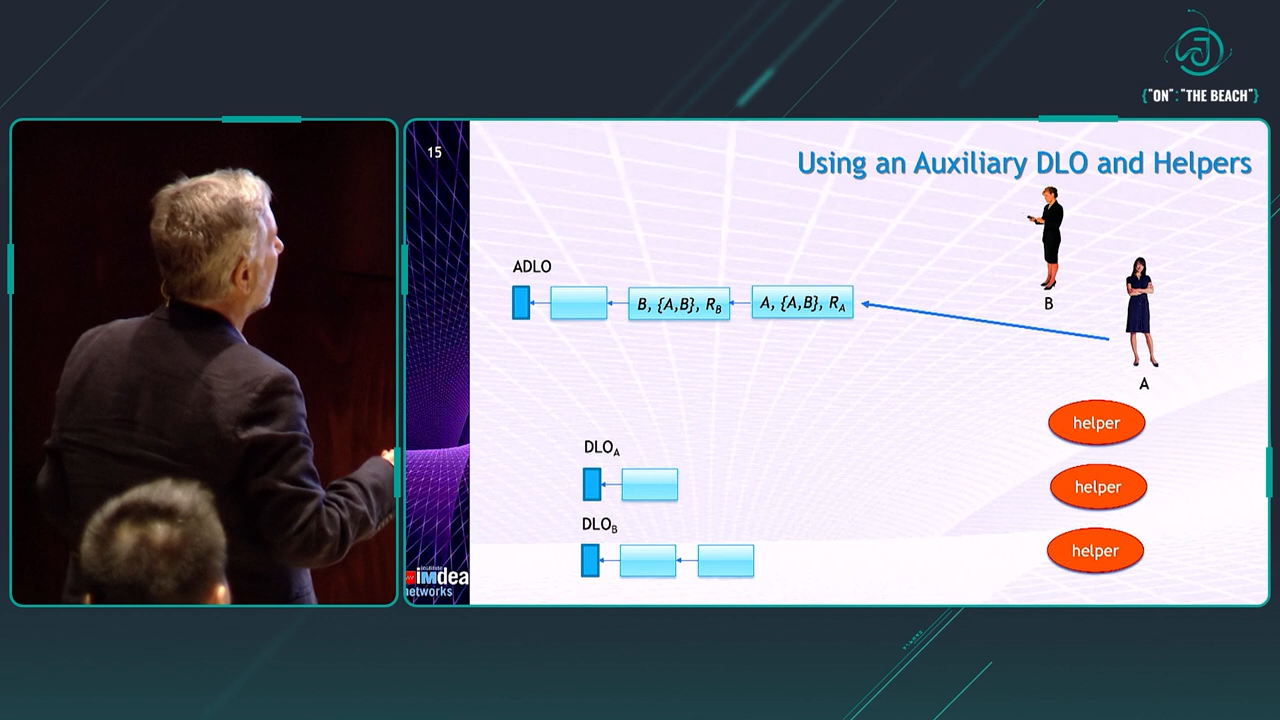 {"ON":"THE BEACH"}
15
Using an Auxiliary DLO and Helpers
ADLO
B, {A,B}, R_B
A, {A,B}, R_A
B
A
helper
DLO_A
helper
DLO_B
helper
institute
iMdea
networks